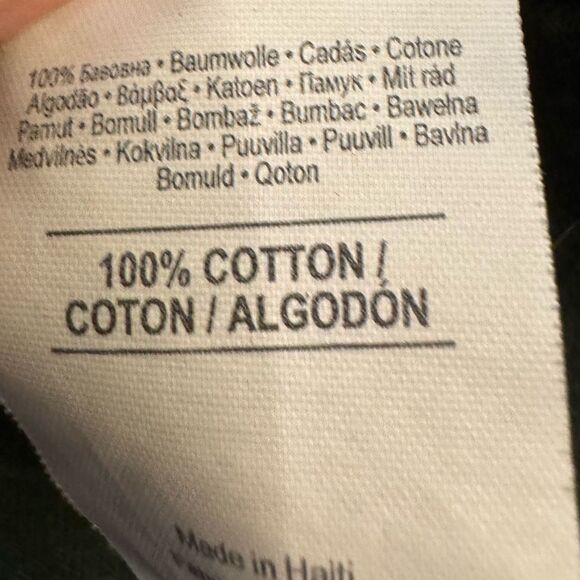 100% Бавовна • Baumwolle • Cadás • Cotone
Algodão • Βάμβαξ • Katoen • Памук • Mit rád
Pamut • Bomull • Bombaž • Bumbac • Bawełna
Medvilnės • Kokvilna • Puuvilla • Puuvill • Bavlna
Bomuld • Qoton
100% COTTON /
COTON / ALGODÓN
Made in Haiti